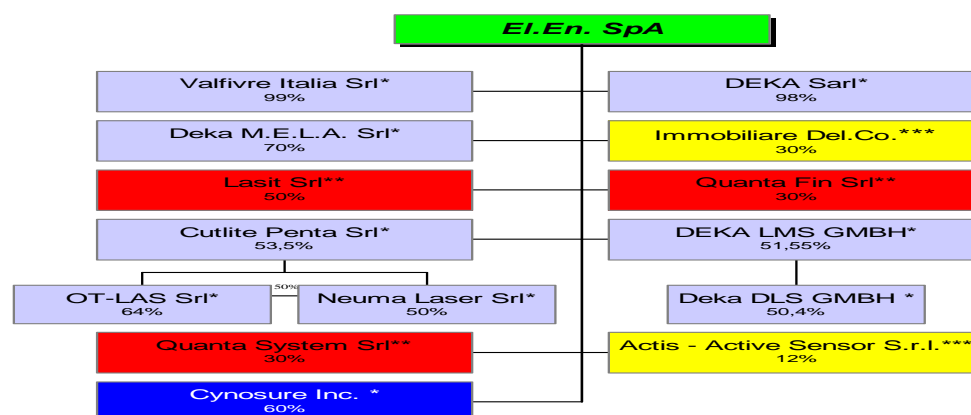 El.En. SpA
Valfivre Italia Srl*
99%
DEKA Sarl*
98%
Deka M.E.L.A. Srl*
70%
Immobiliare Del.Co.***
30%
Lasit Srl**
50%
Quanta Fin Srl**
30%
Cutlite Penta Srl*
53,5%
DEKA LMS GMBH*
51,55%
OT-LAS Srl*
64%
50%
Neuma Laser Srl*
50%
Deka DLS GMBH *
50,4%
Quanta System Srl**
30%
Actis - Active Sensor S.r.l.***
12%
Cynosure Inc. *
60%